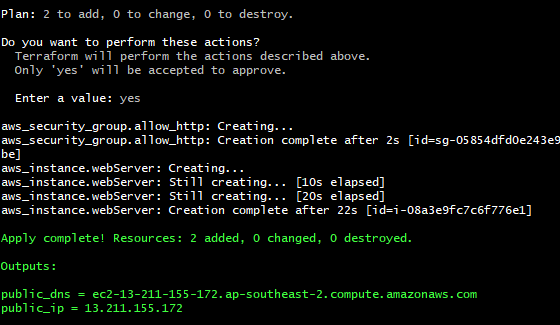 Plan: 2 to add, 0 to change, 0 to destroy.
Do you want to perform these actions?
Terraform will perform the actions described above.
Only 'yes' will be accepted to approve.
Enter a value: yes
aws_security_group.allow_http: Creating...
aws_security_group.allow_http: Creation complete after 2s [id=sg-05854dfd0e243e9
be]
aws_instance.webServer: Creating...
aws_instance.webServer: Still creating... [10s elapsed]
aws_instance.webServer: Still creating... [20s elapsed]
aws_instance.webServer: Creation complete after 22s [id=i-08a3e9fc7c6f776e1]
Apply complete! Resources: 2 added, 0 changed, 0 destroyed.
Outputs:
public_dns = ec2-13-211-155-172.ap-southeast-2.compute.amazonaws.com
public_ip = 13.211.155.172